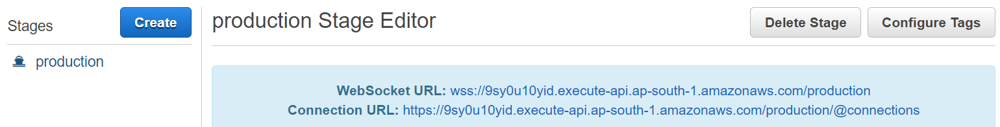 Stages
Create
production
production Stage Editor
Delete Stage
Configure Tags
WebSocket URL: wss://9sy0u10yid.execute-api.ap-south-1.amazonaws.com/production
Connection URL: https://9sy0u10yid.execute-api.ap-south-1.amazonaws.com/production/@connections